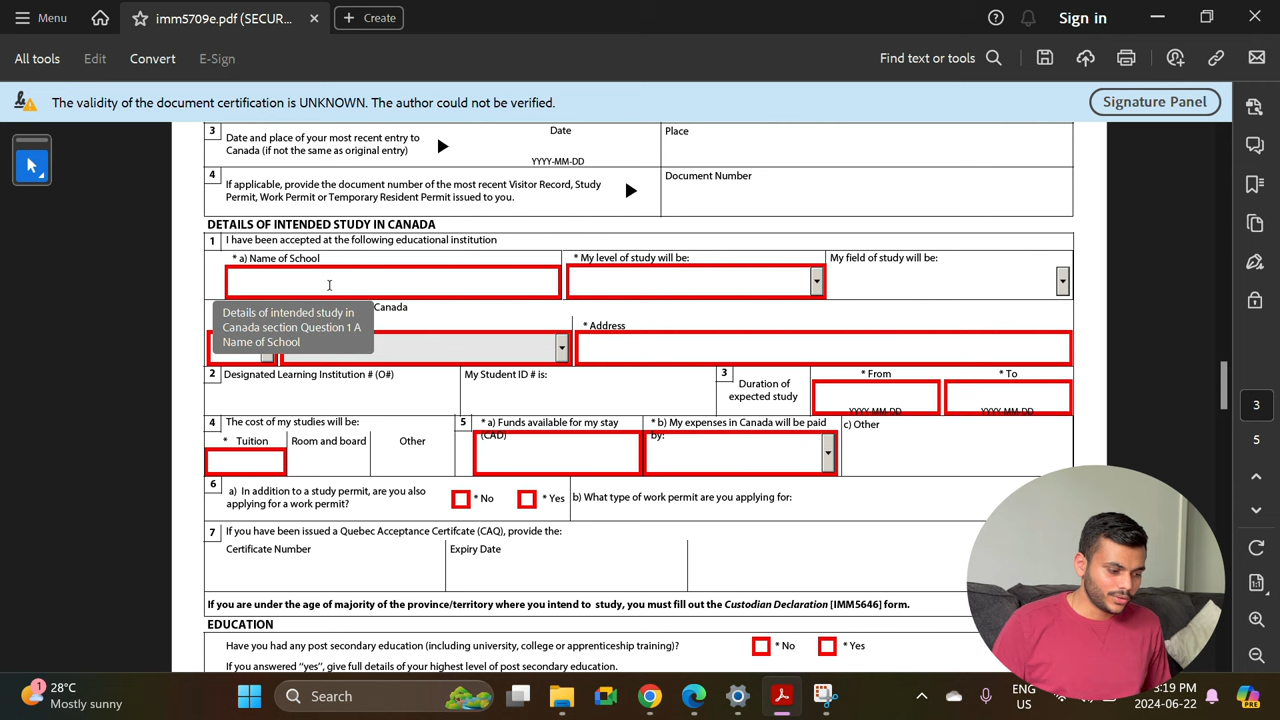 Menu
imm5709e.pdf (SECUR...
Create
Sign in
All tools
Edit
Convert
E-Sign
Find text or tools
The validity of the document certification is UNKNOWN. The author could not be verified.
Signature Panel
3
Date and place of your most recent entry to
Canada (if not the same as original entry)
Date
YYYY-MM-DD
Place
4
If applicable, provide the document number of the most recent Visitor Record, Study
Permit, Work Permit or Temporary Resident Permit issued to you.
Document Number
DETAILS OF INTENDED STUDY IN CANADA
1
I have been accepted at the following educational institution
* a) Name of School
* My level of study will be:
My field of study will be:
Details of intended study in
Canada section Question 1 A
Name of School
Canada
* Address
2
Designated Learning Institution # (O#)
My Student ID # is:
3
Duration of
expected study
* From
YYYY-MM-DD
* To
YYYY-MM-DD
4
The cost of my studies will be:
* Tuition
Room and board
Other
5
* a) Funds available for my stay
(CAD)
* b) My expenses in Canada will be paid
by:
c) Other
6
a) In addition to a study permit, are you also
applying for a work permit?
* No
* Yes
b) What type of work permit are you applying for:
7
If you have been issued a Quebec Acceptance Certifcate (CAQ), provide the:
Certificate Number
Expiry Date
If you are under the age of majority of the province/territory where you intend to study, you must fill out the Custodian Declaration [IMM5646] form.
EDUCATION
Have you had any post secondary education (including university, college or apprenticeship training)?
* No
* Yes
If you answered "yes", give full details of your highest level of post secondary education.
3
5
1
28°C
Mostly sunny
Search
ENG
US
3:19 PM
2024-06-22
PRE